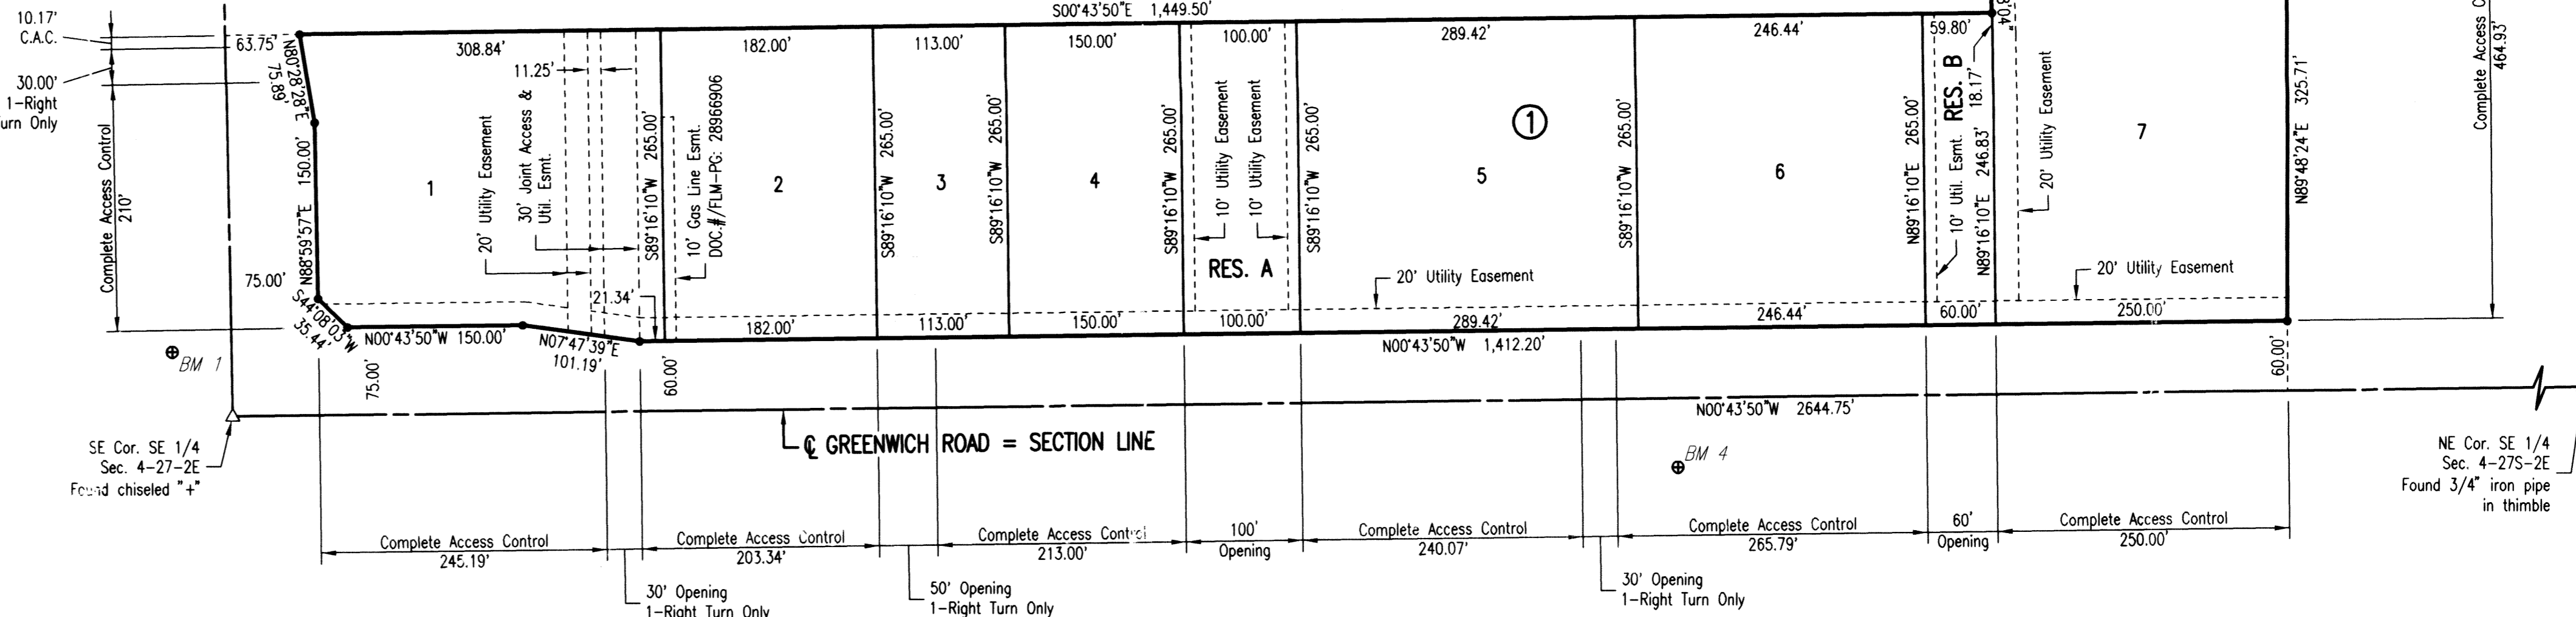 S00°43'50"E 1,449.50'
10.17'
C.A.C.
63.75'
30.00'
1-Right
Turn Only
N80°28'28"E
75.89'
308.84'
182.00'
113.00'
150.00'
100.00'
289.42'
246.44'
59.80'
11.25'
Complete Access Control
210'
N88°59'57"E 150.00'
1
20' Utility Easement
30' Joint Access &
Util. Esmt.
S89°16'10"W 265.00'
10' Gas Line Esmt.
DOC.#/FLM-PG: 28966906
2
S89°16'10"W 265.00'
3
S89°16'10"W 265.00'
4
S89°16'10"W 265.00'
10' Utility Easement
10' Utility Easement
RES. A
S89°16'10"W 265.00'
1
5
S89°16'10"W 265.00'
6
N89°16'10"E 265.00'
10' Util. Esmt.
RES. B
N89°16'10"E 246.83'
18.17'
20' Utility Easement
7
N89°48'24"E 325.71'
Complete Access
464.93'
75.00'
S44°08'03"W
35.44'
21.34'
20' Utility Easement
20' Utility Easement
N00°43'50"W 150.00'
N07°47'39"E
101.19'
182.00'
113.00'
150.00'
100.00'
289.42'
246.44'
60.00'
250.00'
N00°43'50"W 1,412.20'
BM 1
75.00'
60.00'
60.00'
N00°43'50"W 2644.75'
SE Cor. SE 1/4
Sec. 4-27-2E
Found chiseled "+"
℄ GREENWICH ROAD = SECTION LINE
BM 4
NE Cor. SE 1/4
Sec. 4-27S-2E
Found 3/4" iron pipe
in thimble
Complete Access Control
245.19'
Complete Access Control
203.34'
Complete Access Control
213.00'
100'
Opening
Complete Access Control
240.07'
Complete Access Control
265.79'
60'
Opening
Complete Access Control
250.00'
30' Opening
1-Right Turn Only
50' Opening
1-Right Turn Only
30' Opening
1-Right Turn Only